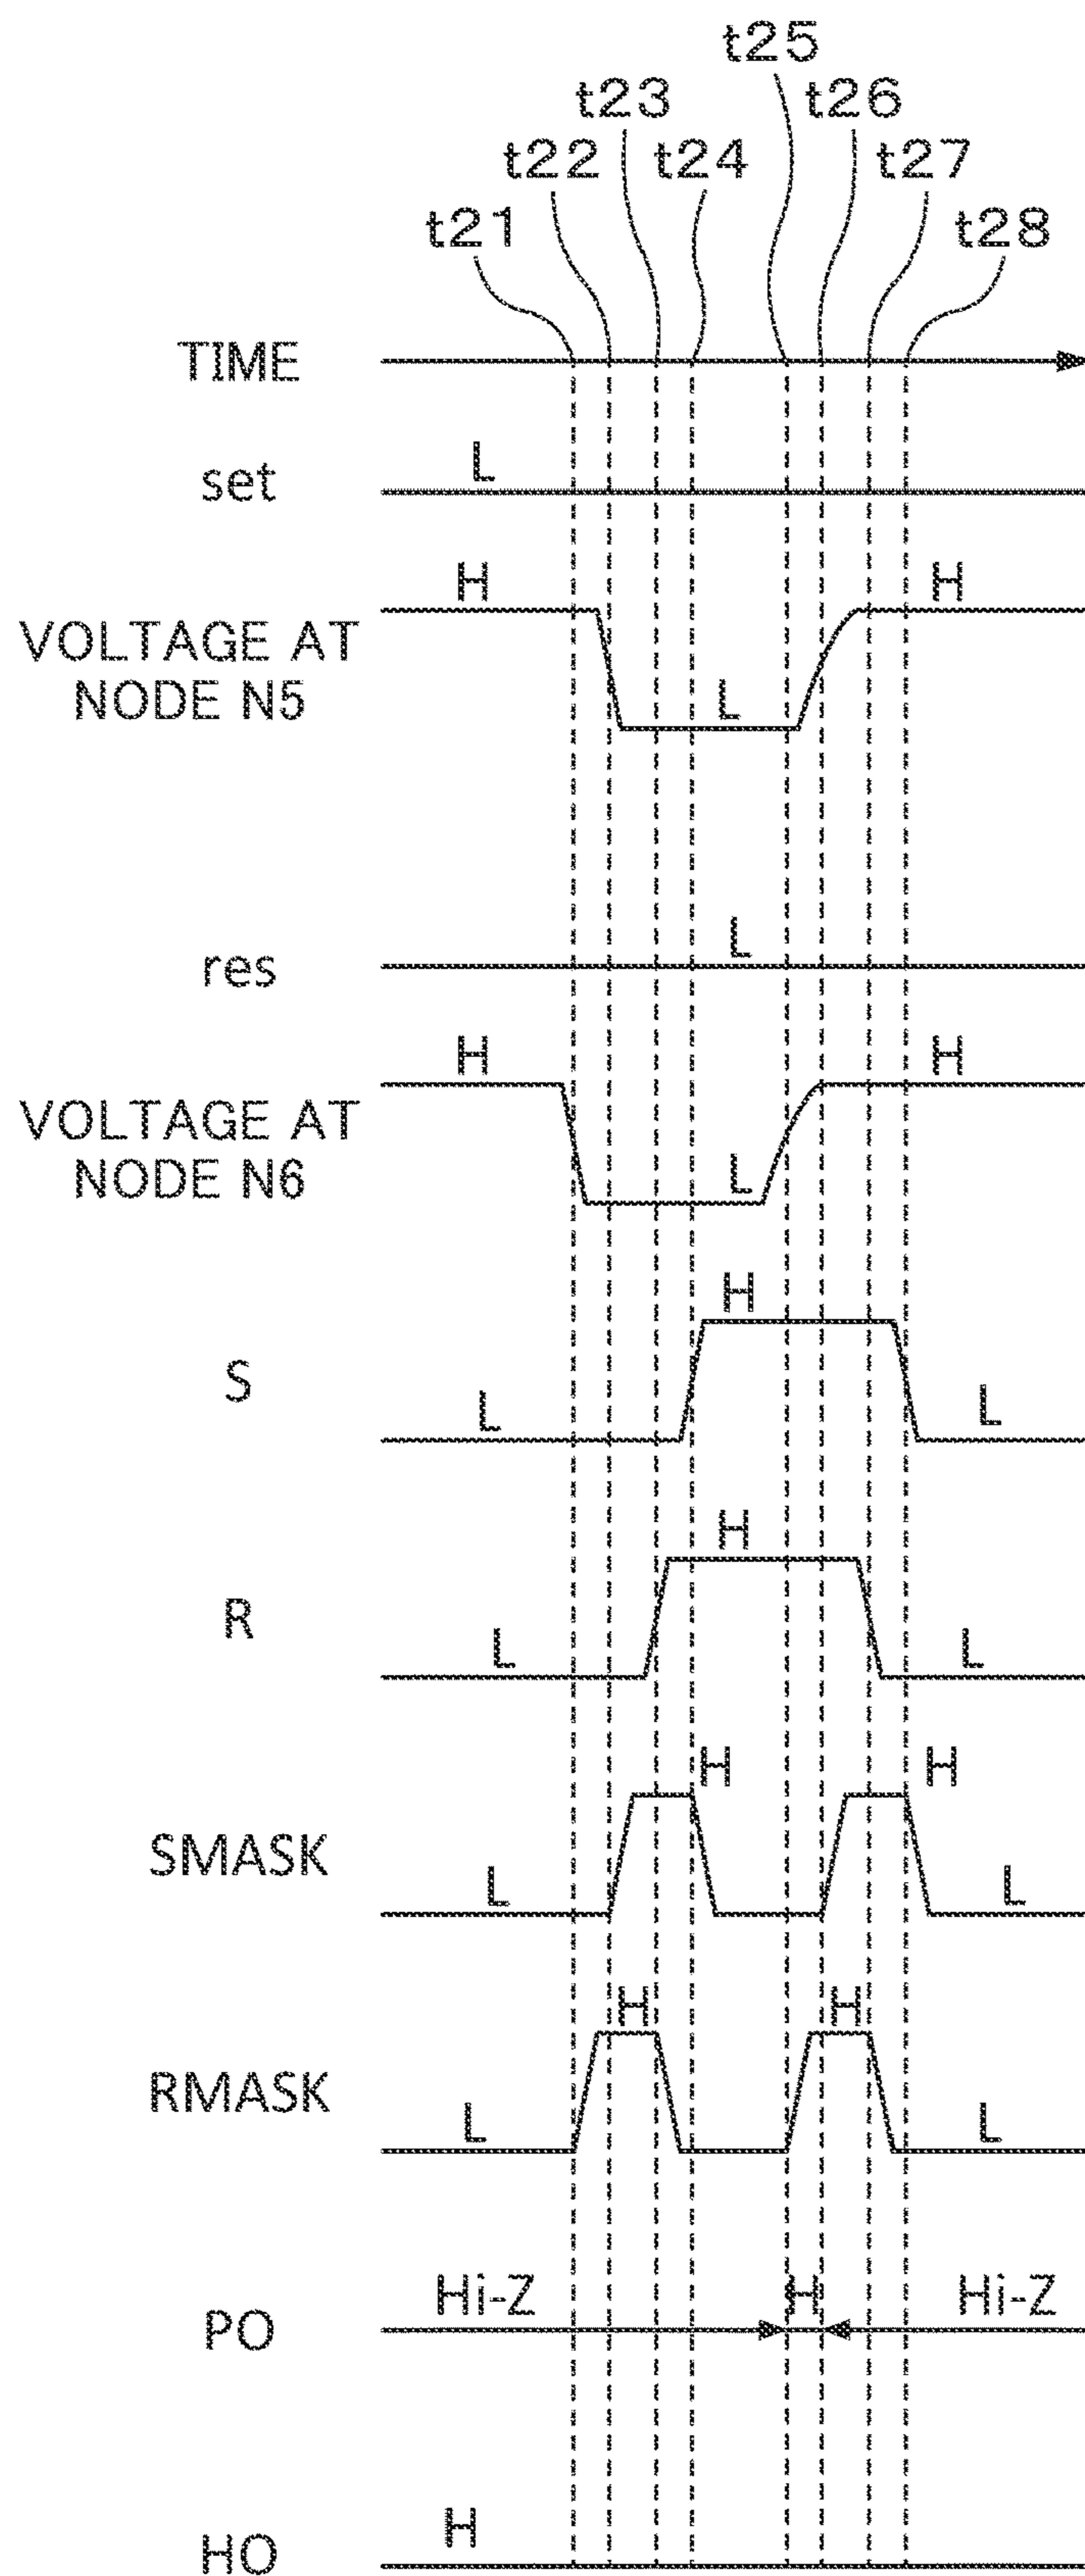 t25
t23 t26
t22 t24 t27
t21 t28
TIME
L
set
H H
VOLTAGE AT
NODE N5
L
L
res
H H
VOLTAGE AT
NODE N6
L
H
S
L L
H
R
L L
H H
SMASK
L L
H H
RMASK
L L
Hi-Z H Hi-Z
PO
H
HO